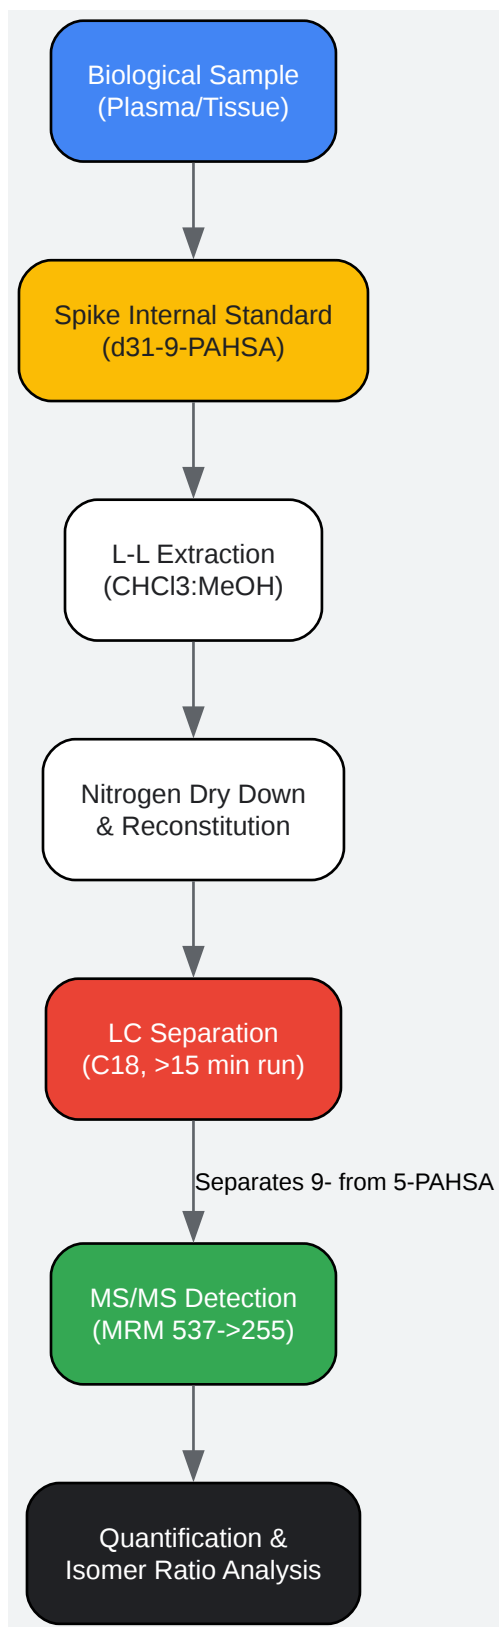 Biological Sample
(Plasma/Tissue)
Spike Internal Standard
(d31-9-PAHSA)
L-L Extraction
(CHCl3:MeOH)
Nitrogen Dry Down
& Reconstitution
LC Separation
(C18, >15 min run)
Separates 9- from 5-PAHSA
MS/MS Detection
(MRM 537->255)
Quantification &
Isomer Ratio Analysis